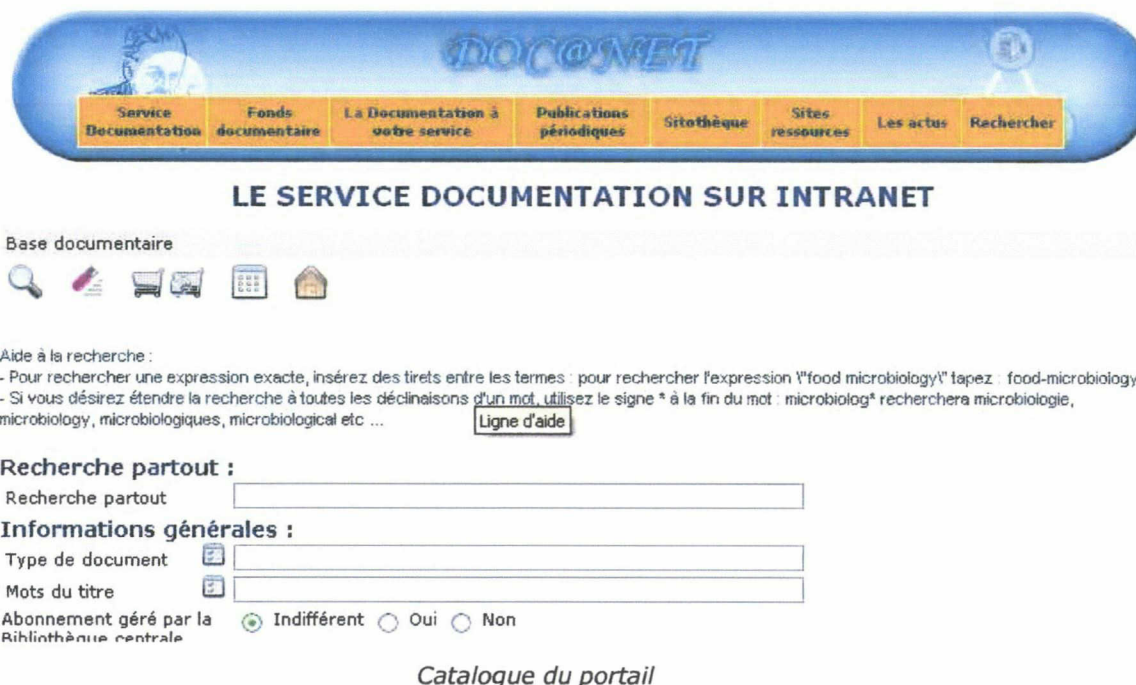 DOC@NET
Service Documentation
Fonds documentaire
La Documentation à votre service
Publications périodiques
Sitothèque
Sites ressources
Les actus
Rechercher
LE SERVICE DOCUMENTATION SUR INTRANET
Base documentaire
Aide à la recherche :
- Pour rechercher une expression exacte, insérez des tirets entre les termes : pour rechercher l'expression \"food microbiology\" tapez : food-microbiology
- Si vous désirez étendre la recherche à toutes les déclinaisons d'un mot, utilisez le signe * à la fin du mot : microbiolog* recherchera microbiologie,
microbiology, microbiologiques, microbiological etc ...
Ligne d'aide
Recherche partout :
Recherche partout
Informations générales :
Type de document
Mots du titre
Abonnement géré par la
Bibliothèque centrale
Indifférent
Oui
Non
Catalogue du portail